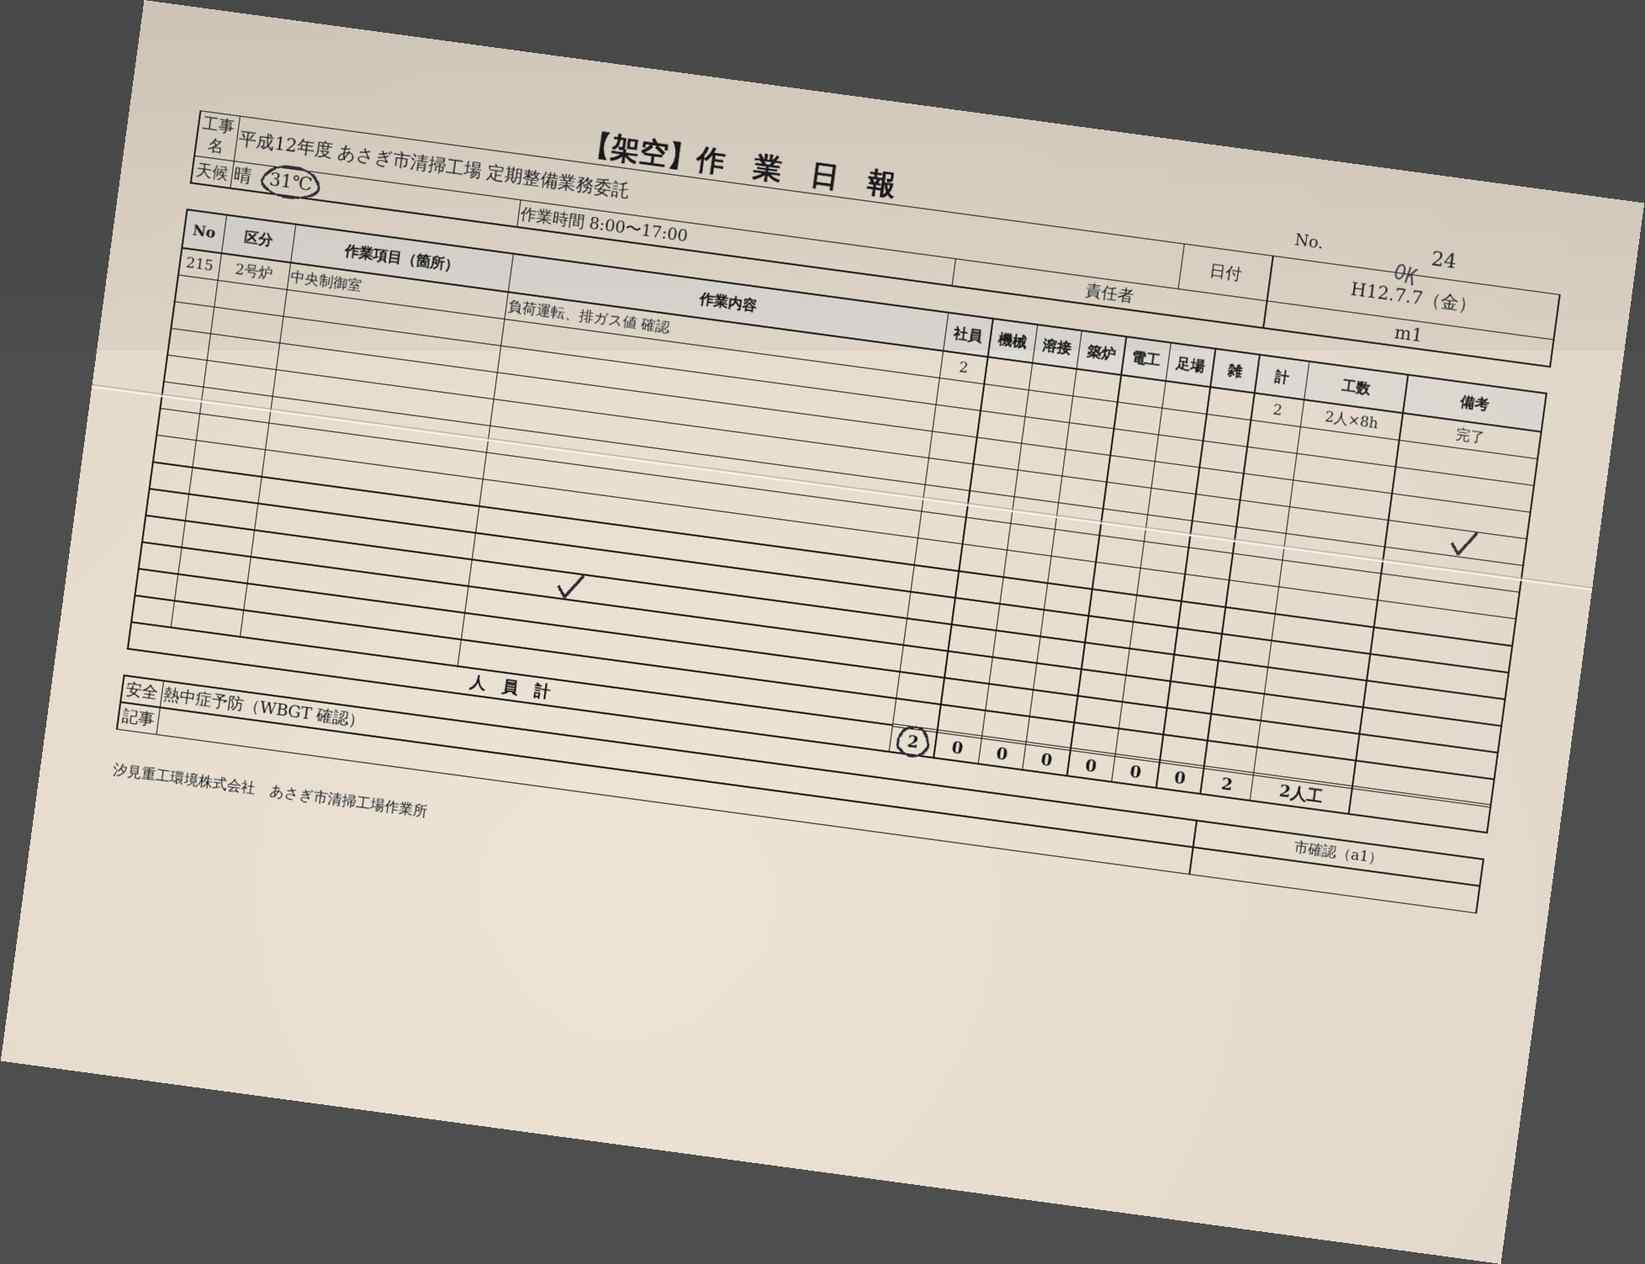 【架空】作 業 日 報
No. 24
工事名 平成12年度 あさぎ市清掃工場 定期整備業務委託 日付 H12.7.7（金）
OK
天候 晴 31℃ 作業時間 8:00〜17:00 責任者 m1
No 区分 作業項目（箇所） 作業内容 社員 機械 溶接 築炉 電工 足場 雑 計 工数 備考
215 2号炉 中央制御室 負荷運転、排ガス値 確認 2 2 2人×8h 完了
人 員 計 2 0 0 0 0 0 0 2 2人工
安全 熱中症予防（WBGT 確認） 市確認（a1）
記事
汐見重工環境株式会社 あさぎ市清掃工場作業所